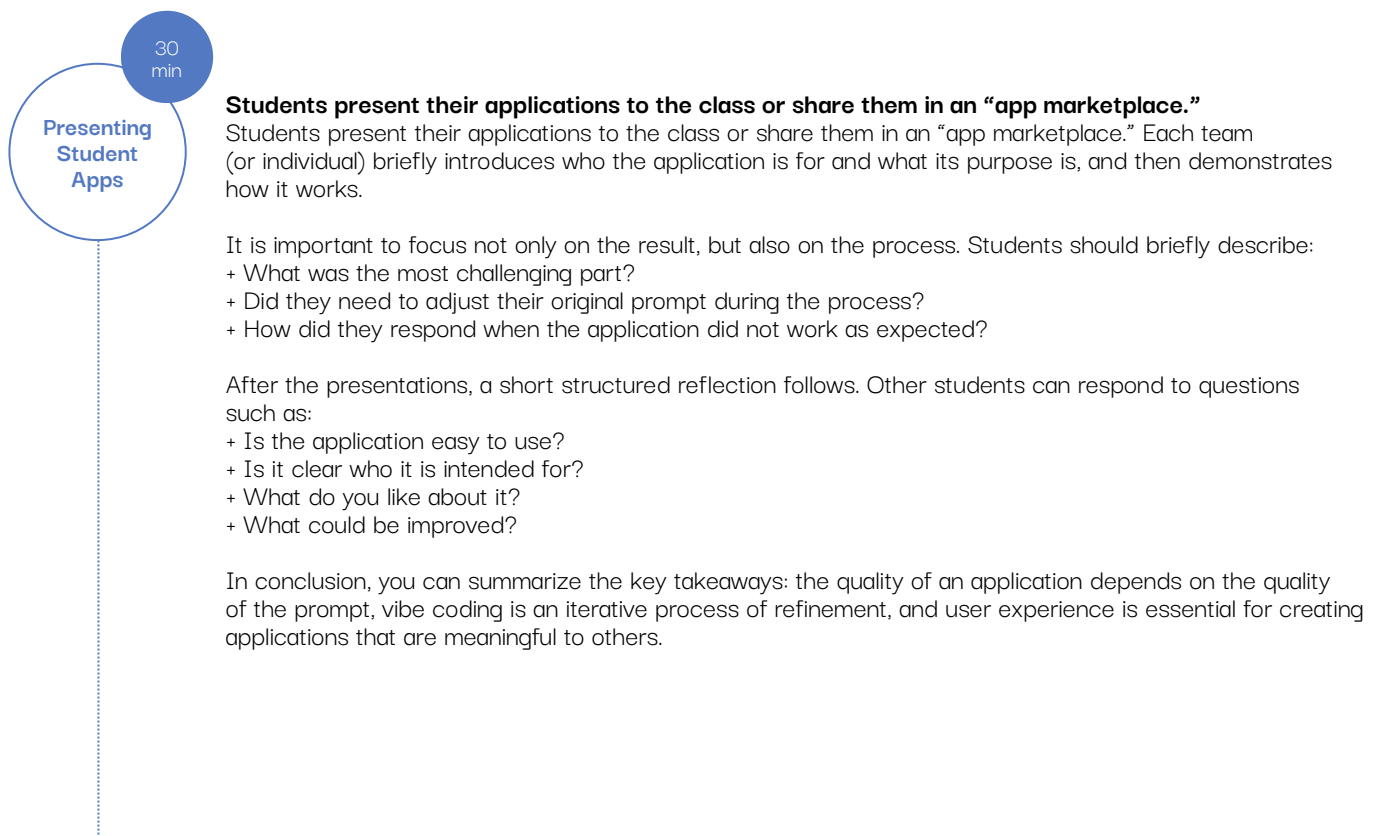 30
min
Presenting
Student
Apps
Students present their applications to the class or share them in an “app marketplace.”
Students present their applications to the class or share them in an “app marketplace.” Each team
(or individual) briefly introduces who the application is for and what its purpose is, and then demonstrates
how it works.
It is important to focus not only on the result, but also on the process. Students should briefly describe:
+ What was the most challenging part?
+ Did they need to adjust their original prompt during the process?
+ How did they respond when the application did not work as expected?
After the presentations, a short structured reflection follows. Other students can respond to questions
such as:
+ Is the application easy to use?
+ Is it clear who it is intended for?
+ What do you like about it?
+ What could be improved?
In conclusion, you can summarize the key takeaways: the quality of an application depends on the quality
of the prompt, vibe coding is an iterative process of refinement, and user experience is essential for creating
applications that are meaningful to others.